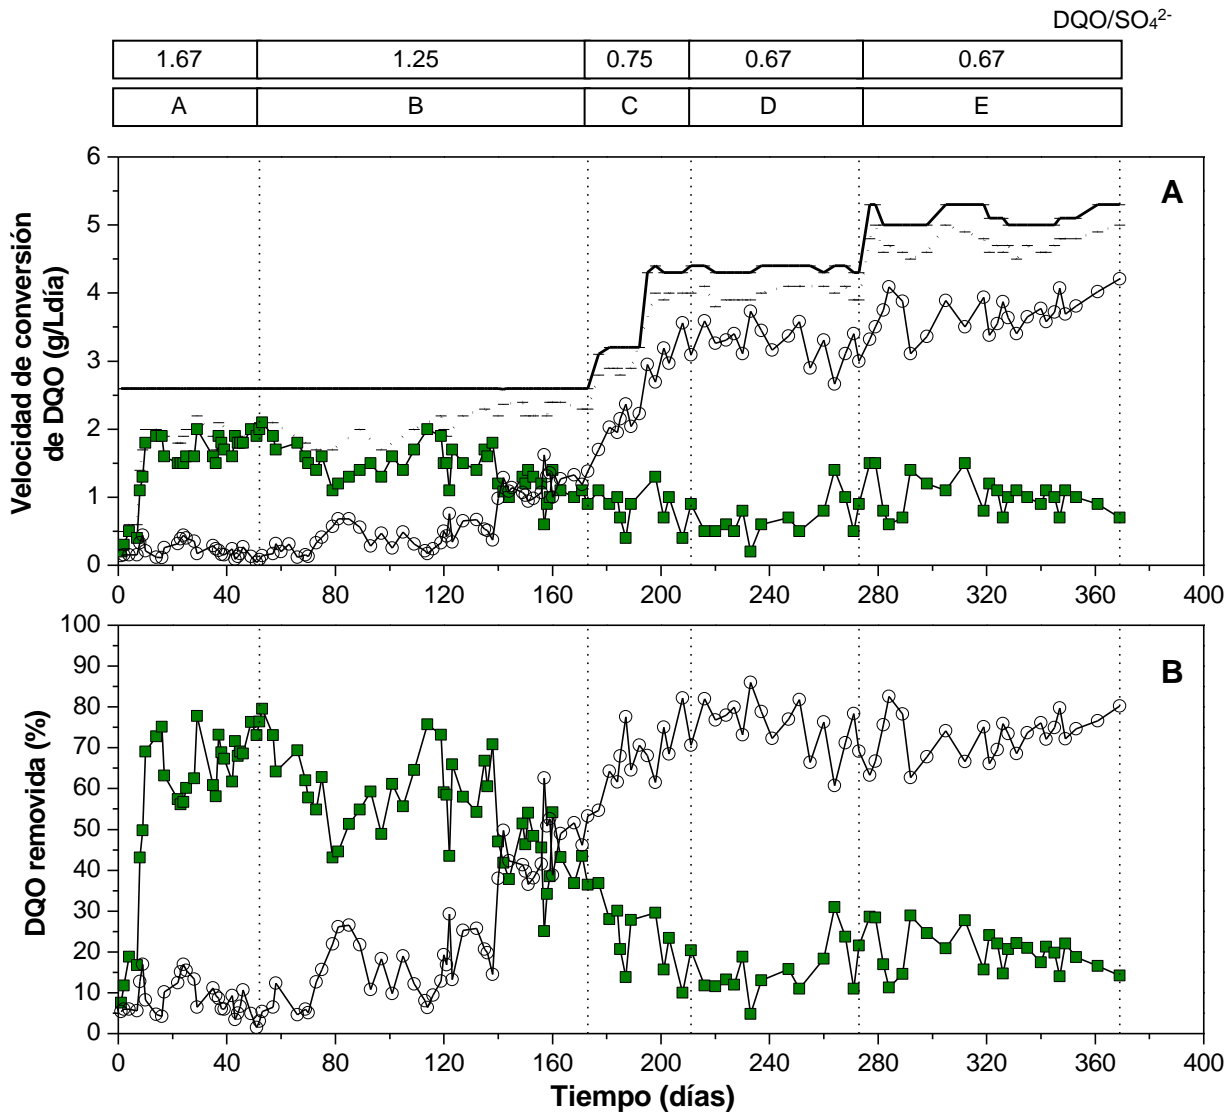 DQO/SO₄²⁻
1.67 1.25 0.75 0.67 0.67
A B C D E
A
Velocidad de conversión
de DQO (g/Ldía)
6
5
4
3
2
1
0
0 40 80 120 160 200 240 280 320 360 400
B
DQO removida (%)
100
90
80
70
60
50
40
30
20
10
0
0 40 80 120 160 200 240 280 320 360 400
Tiempo (días)